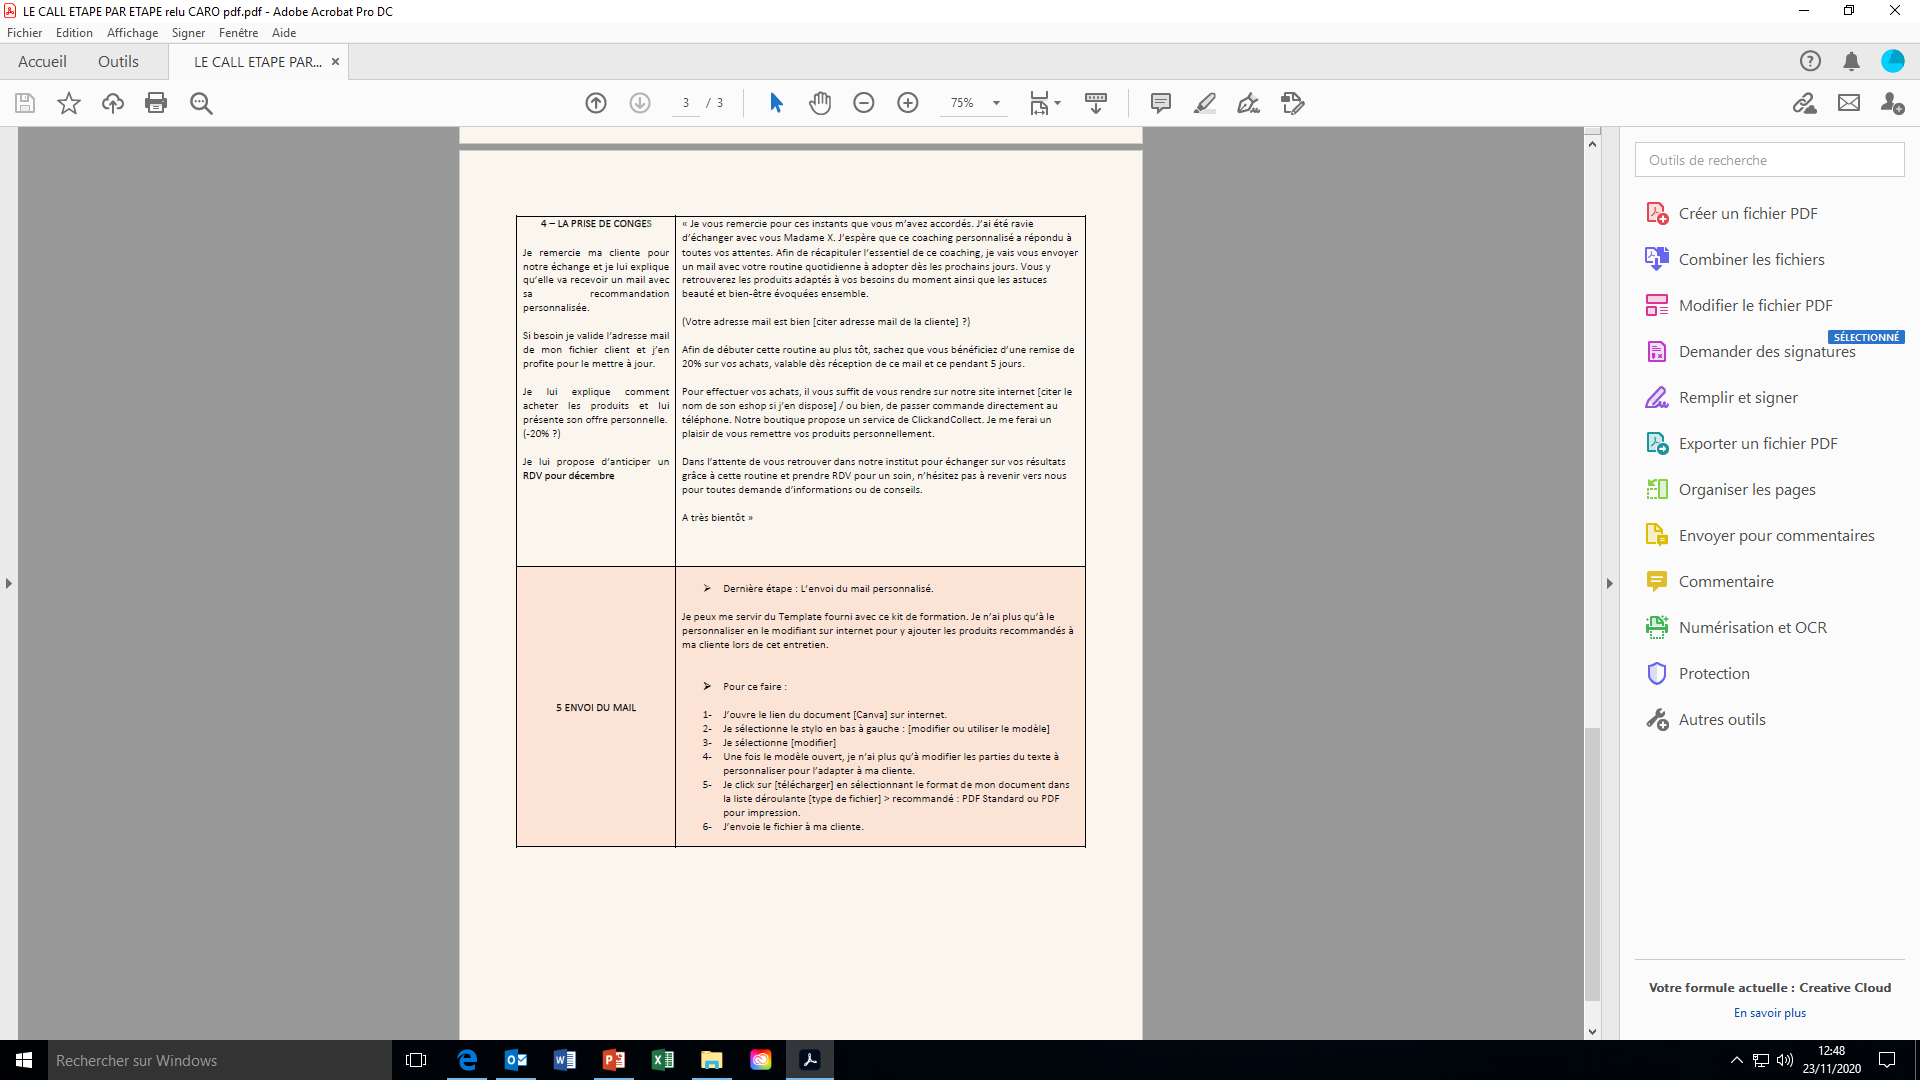 LE CALL ETAPE PAR ETAPE relu CARO pdf.pdf - Adobe Acrobat Pro DC
Fichier Edition Affichage Signer Fenêtre Aide
Accueil Outils LE CALL ETAPE PAR... ×
3 / 3 75%
4 – LA PRISE DE CONGES
Je remercie ma cliente pour
notre échange et je lui explique
qu’elle va recevoir un mail avec
sa recommandation
personnalisée.
Si besoin je valide l’adresse mail
de mon fichier client et j’en
profite pour le mettre à jour.
Je lui explique comment
acheter les produits et lui
présente son offre personnelle.
(-20% ?)
Je lui propose d’anticiper un
RDV pour décembre
« Je vous remercie pour ces instants que vous m’avez accordés. J’ai été ravie
d’échanger avec vous Madame X. J’espère que ce coaching personnalisé a répondu à
toutes vos attentes. Afin de récapituler l’essentiel de ce coaching, je vais vous envoyer
un mail avec votre routine quotidienne à adopter dès les prochains jours. Vous y
retrouverez les produits adaptés à vos besoins du moment ainsi que les astuces
beauté et bien-être évoquées ensemble.
(Votre adresse mail est bien [citer adresse mail de la cliente] ?)
Afin de débuter cette routine au plus tôt, sachez que vous bénéficiez d’une remise de
20% sur vos achats, valable dès réception de ce mail et ce pendant 5 jours.
Pour effectuer vos achats, il vous suffit de vous rendre sur notre site internet [citer le
nom de son eshop si j’en dispose] / ou bien, de passer commande directement au
téléphone. Notre boutique propose un service de ClickandCollect. Je me ferai un
plaisir de vous remettre vos produits personnellement.
Dans l’attente de vous retrouver dans notre institut pour échanger sur vos résultats
grâce à cette routine et prendre RDV pour un soin, n’hésitez pas à revenir vers nous
pour toutes demande d’informations ou de conseils.
A très bientôt »
5 ENVOI DU MAIL
➢ Dernière étape : L’envoi du mail personnalisé.
Je peux me servir du Template fourni avec ce kit de formation. Je n’ai plus qu’à le
personnaliser en le modifiant sur internet pour y ajouter les produits recommandés à
ma cliente lors de cet entretien.
➢ Pour ce faire :
1- J’ouvre le lien du document [Canva] sur internet.
2- Je sélectionne le stylo en bas à gauche : [modifier ou utiliser le modèle]
3- Je sélectionne [modifier]
4- Une fois le modèle ouvert, je n’ai plus qu’à modifier les parties du texte à
personnaliser pour l’adapter à ma cliente.
5- Je click sur [télécharger] en sélectionnant le format de mon document dans
la liste déroulante [type de fichier] > recommandé : PDF Standard ou PDF
pour impression.
6- J’envoie le fichier à ma cliente.
Outils de recherche
Créer un fichier PDF
Combiner les fichiers
Modifier le fichier PDF
SÉLECTIONNÉ
Demander des signatures
Remplir et signer
Exporter un fichier PDF
Organiser les pages
Envoyer pour commentaires
Commentaire
Numérisation et OCR
Protection
Autres outils
Votre formule actuelle : Creative Cloud
En savoir plus
Rechercher sur Windows
12:48
23/11/2020